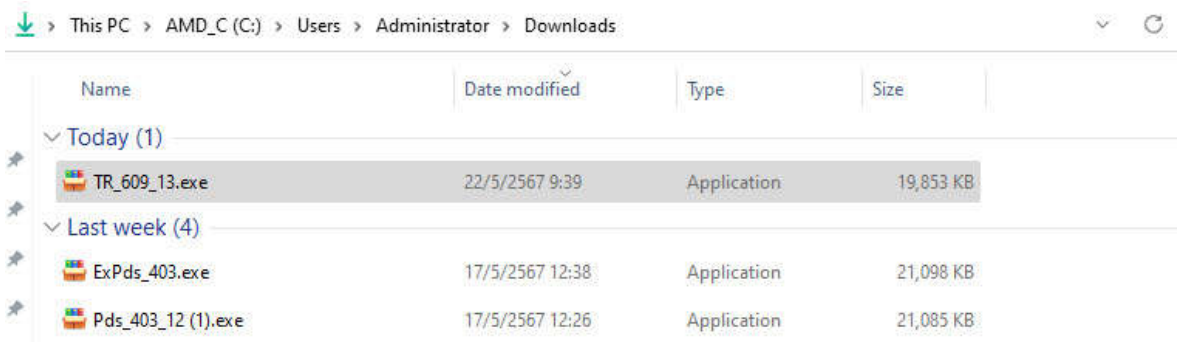 This PC > AMD_C (C:) > Users > Administrator > Downloads
Name Date modified Type Size
Today (1)
TR_609_13.exe 22/5/2567 9:39 Application 19,853 KB
Last week (4)
ExPds_403.exe 17/5/2567 12:38 Application 21,098 KB
Pds_403_12 (1).exe 17/5/2567 12:26 Application 21,085 KB